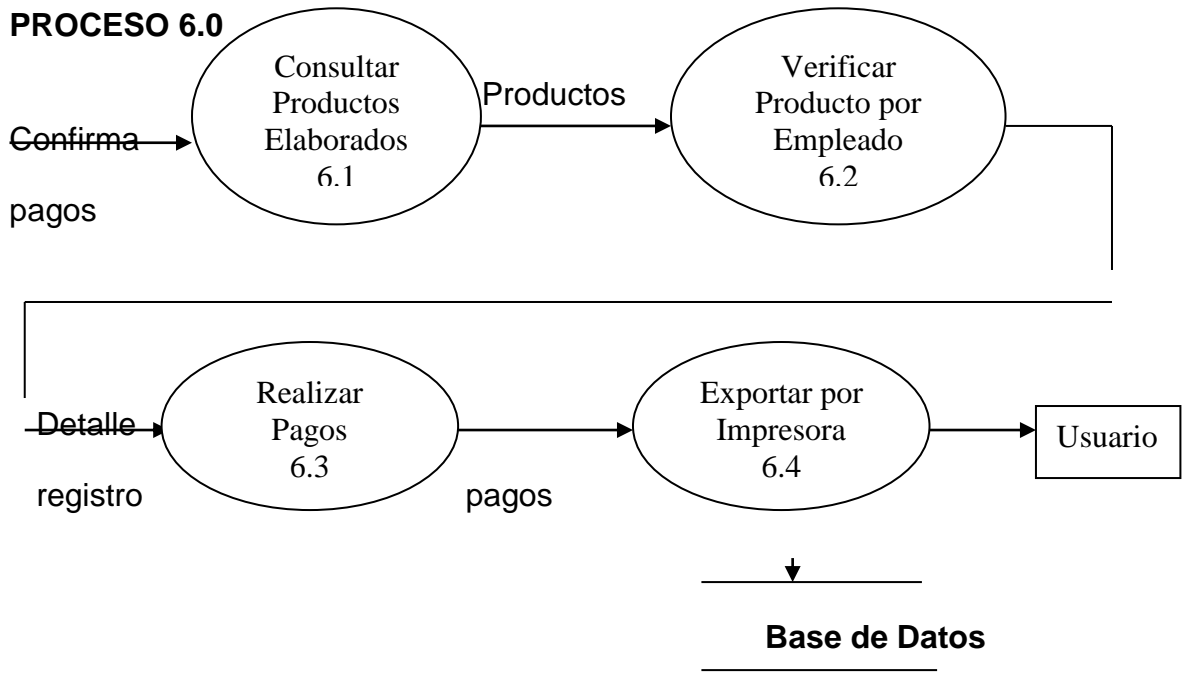 PROCESO 6.0
Consultar
Productos
Elaborados
6.1
Productos
Verificar
Producto por
Empleado
6.2
Confirma
pagos
Realizar
Pagos
6.3
Exportar por
Impresora
6.4
Usuario
Detalle
registro
pagos
Base de Datos